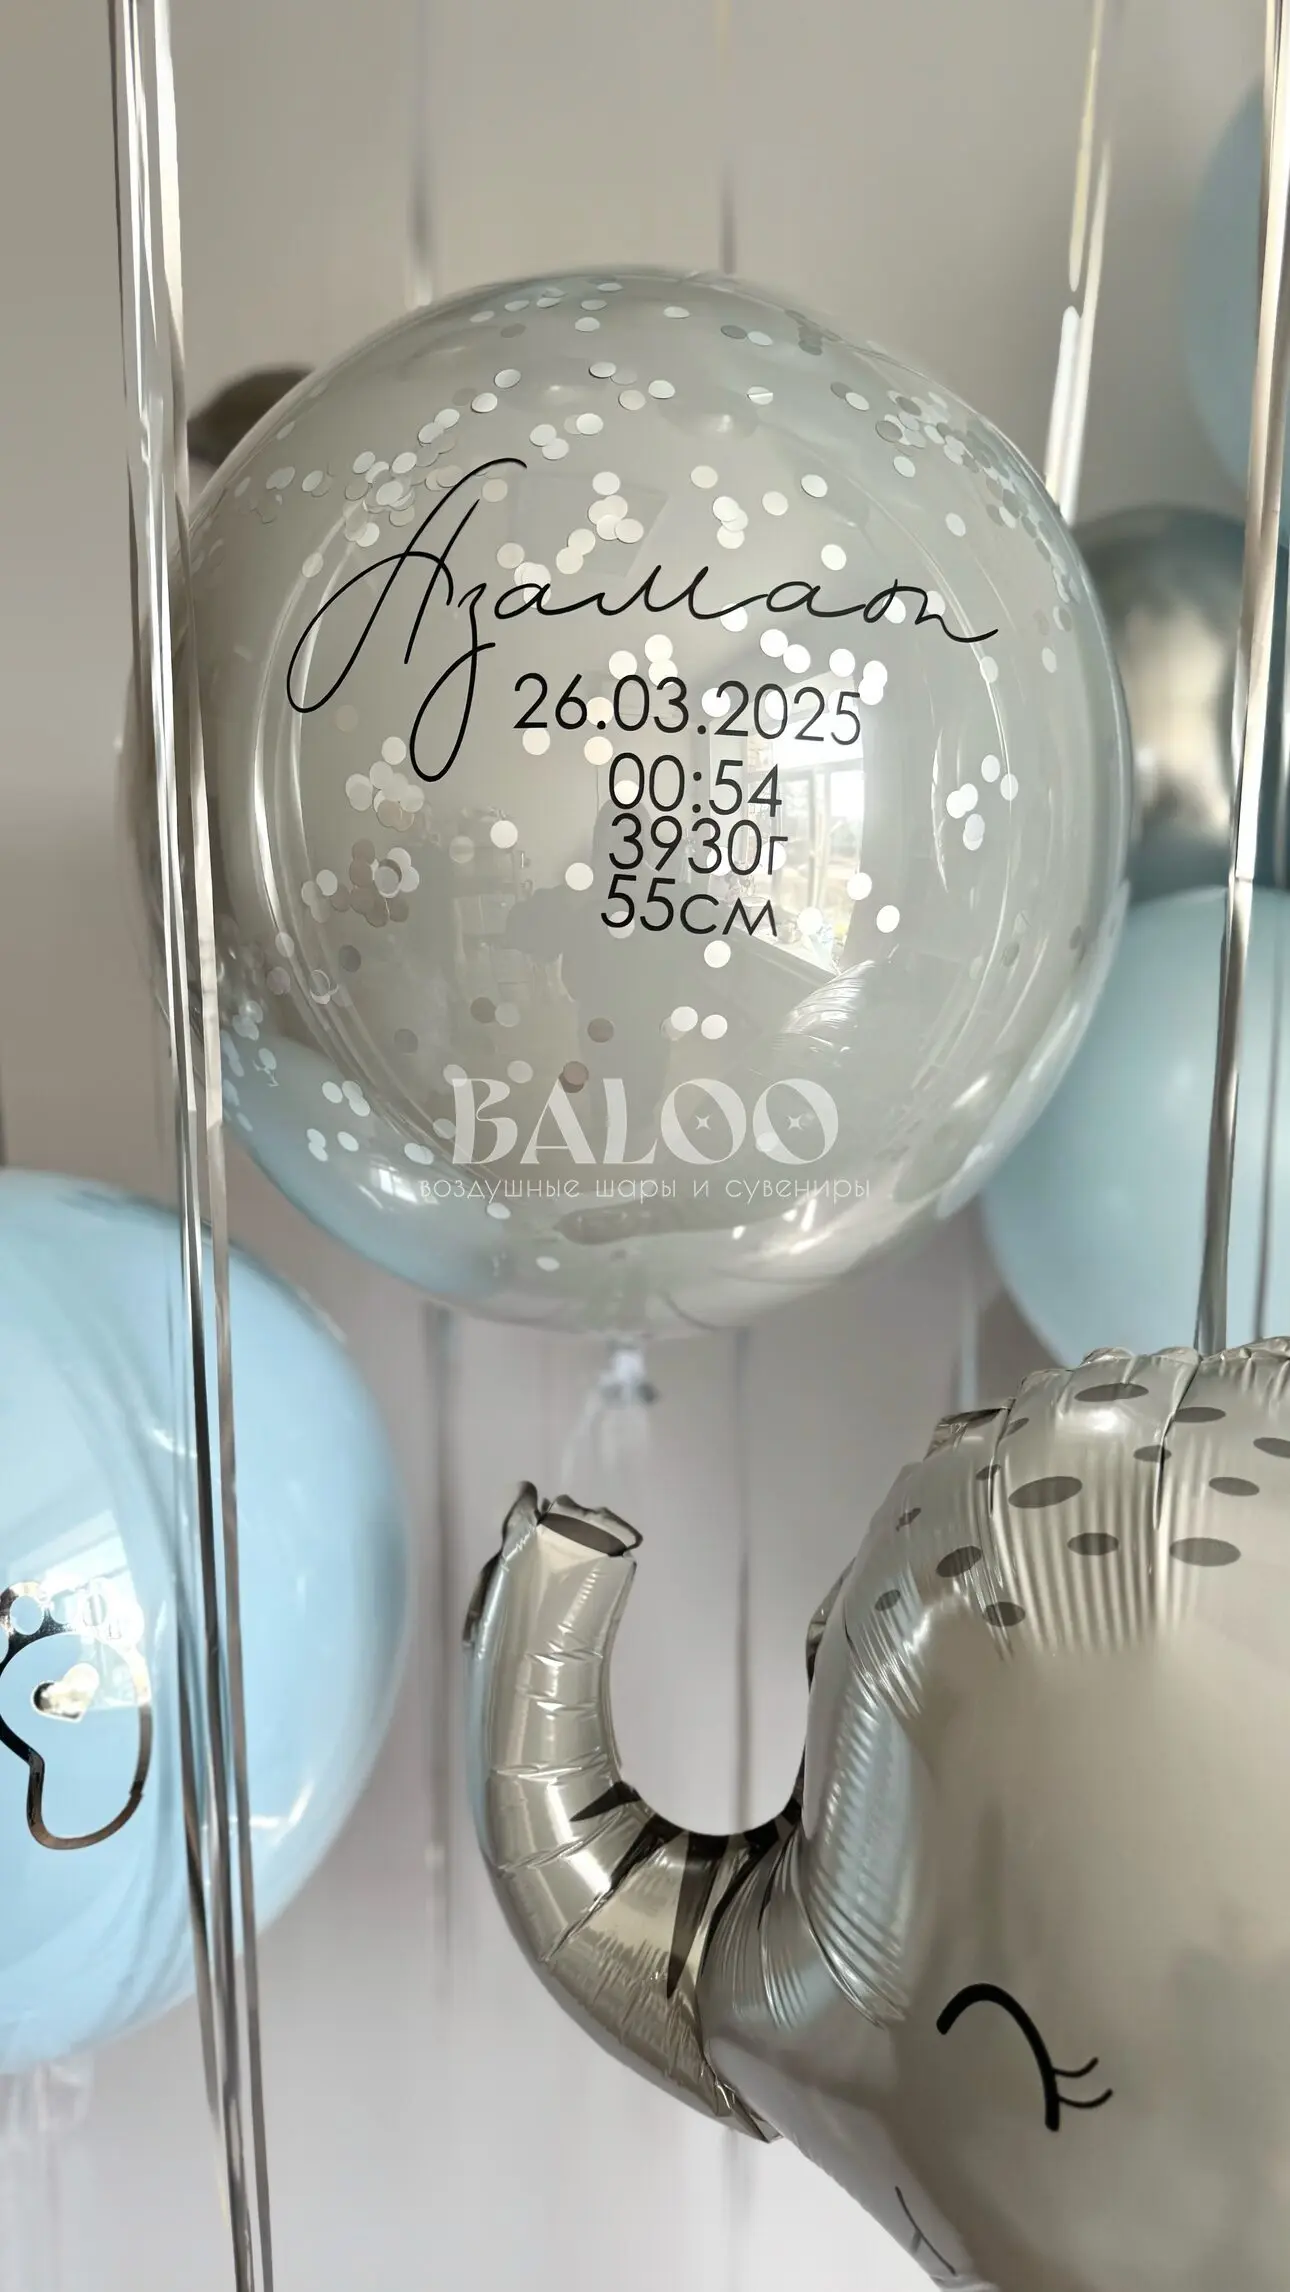 Азамат
26.03.2025
00:54
3930г
55см
BALOO
воздушные шары и сувениры